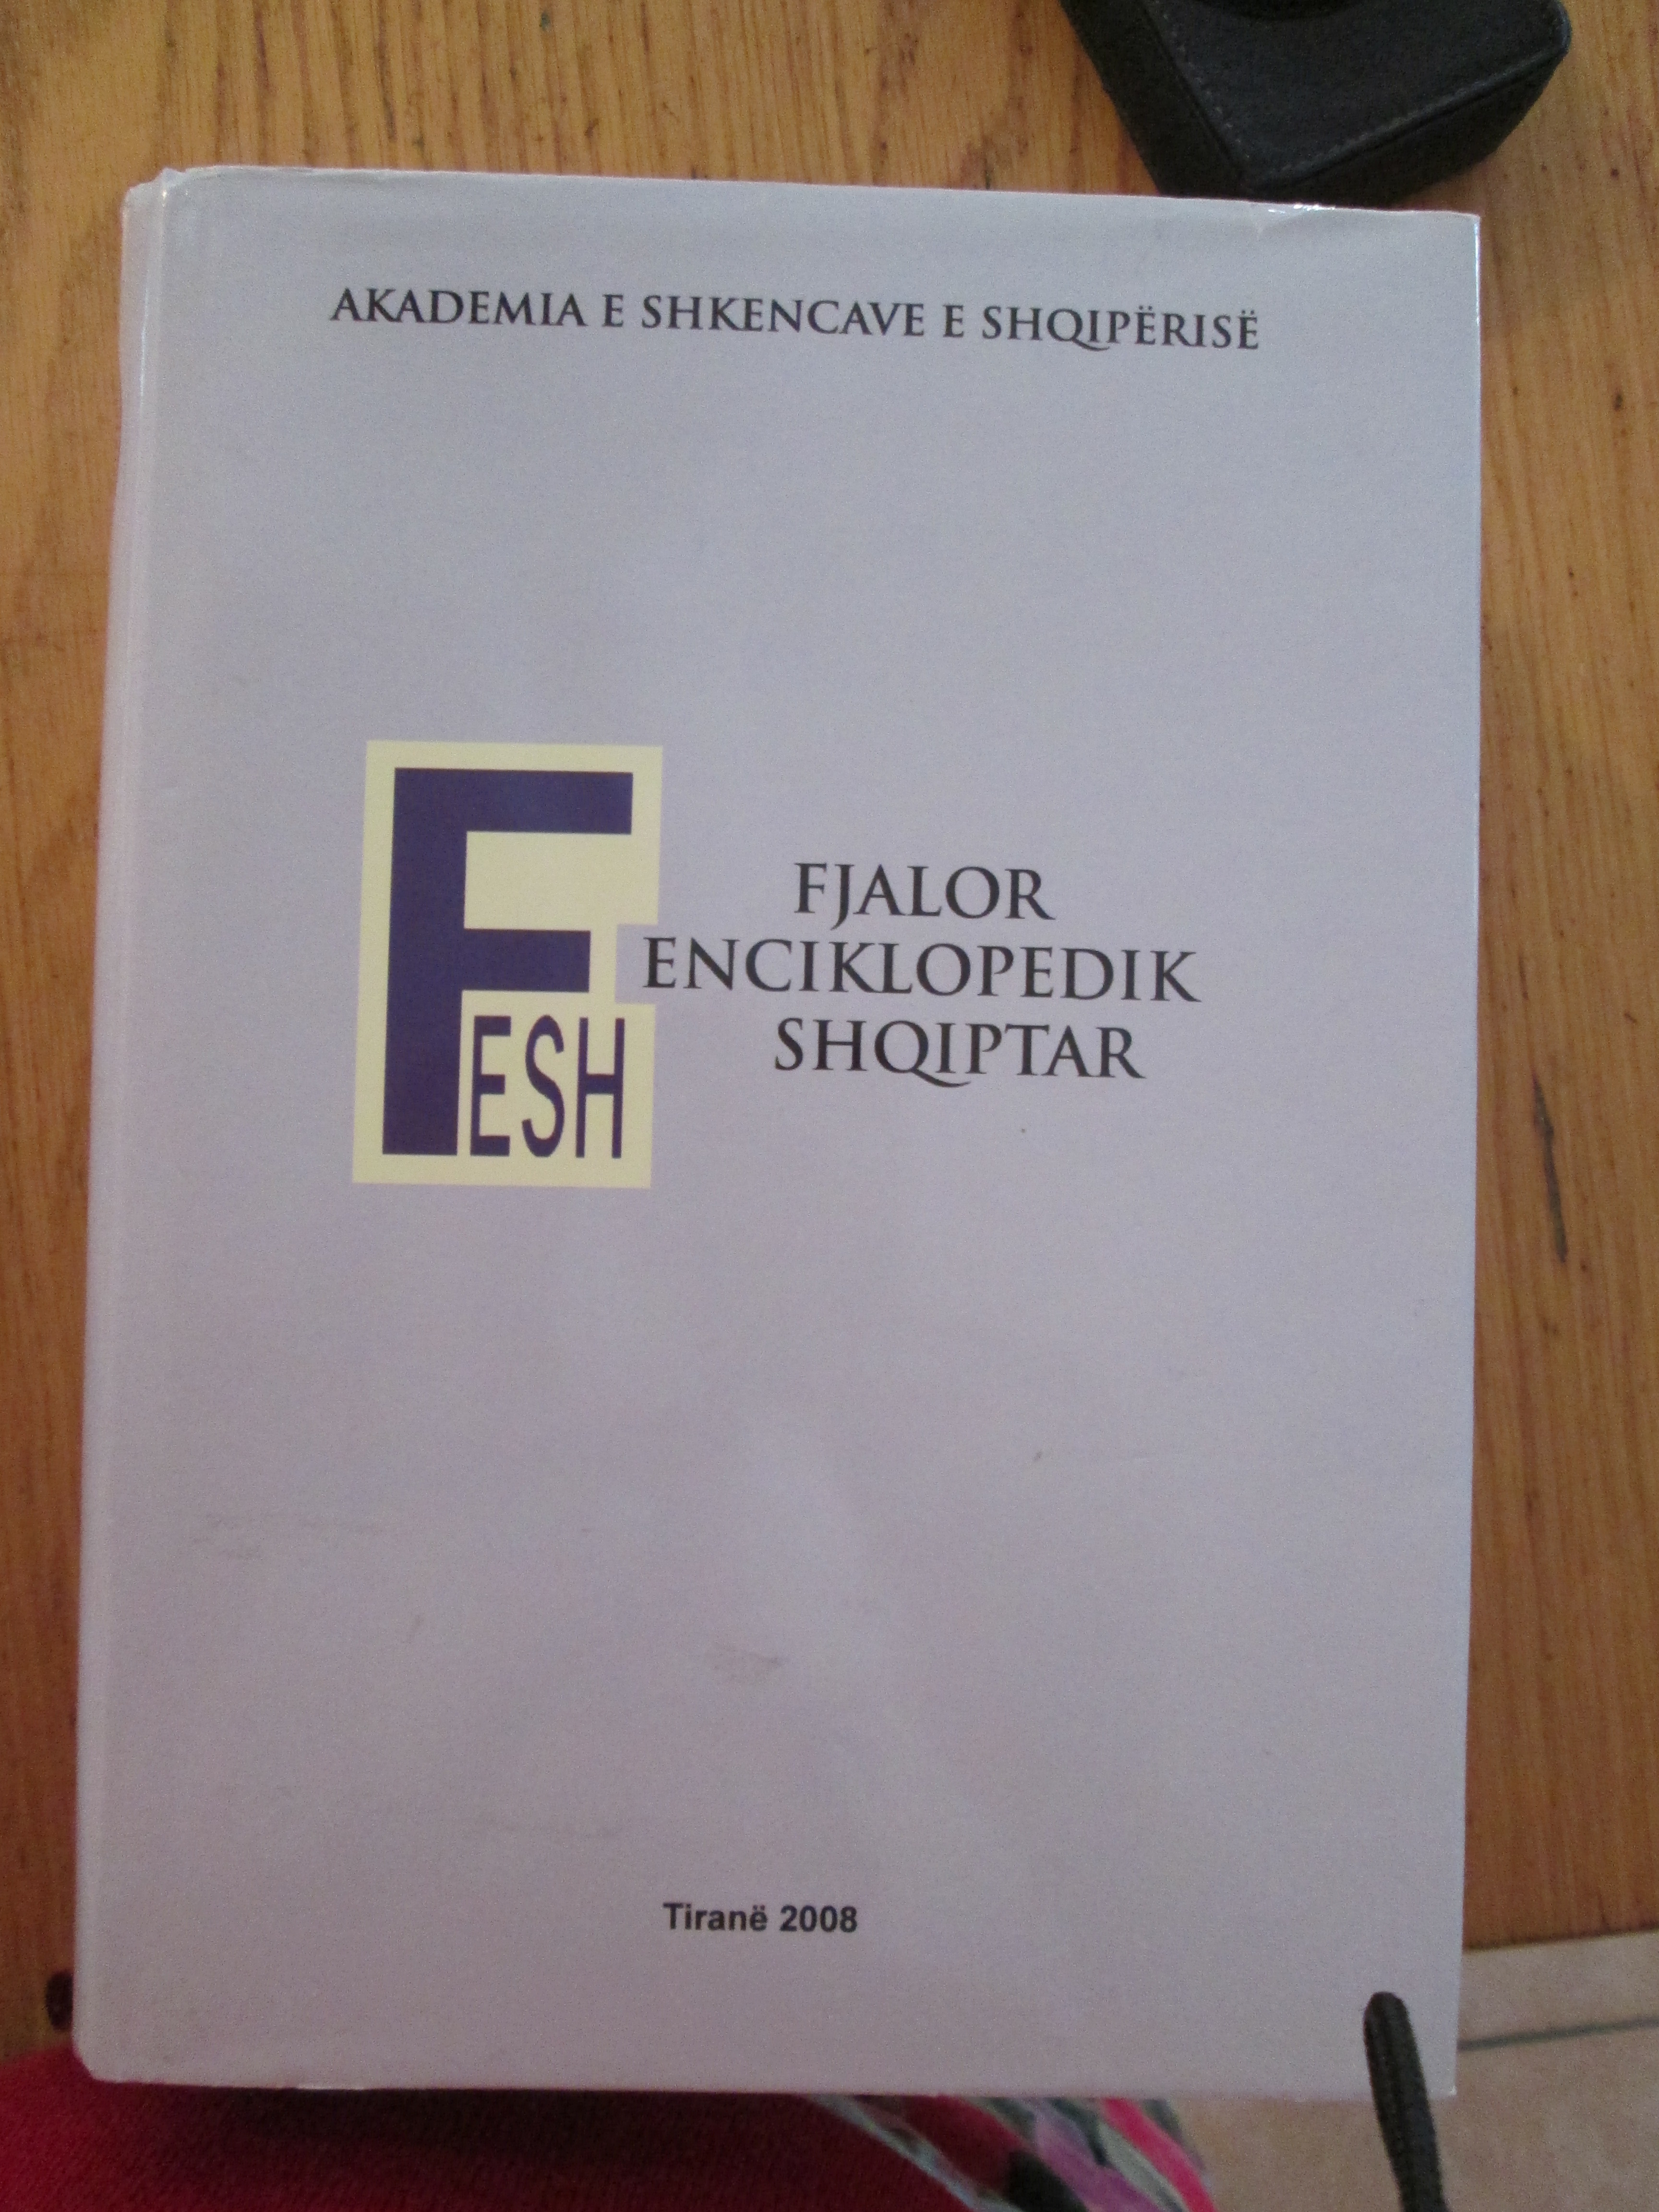 AKADEMIA E SHKENCAVE E SHQIPËRISË
FESH
FJALOR
ENCIKLOPEDIK
SHQIPTAR
Tiranë 2008